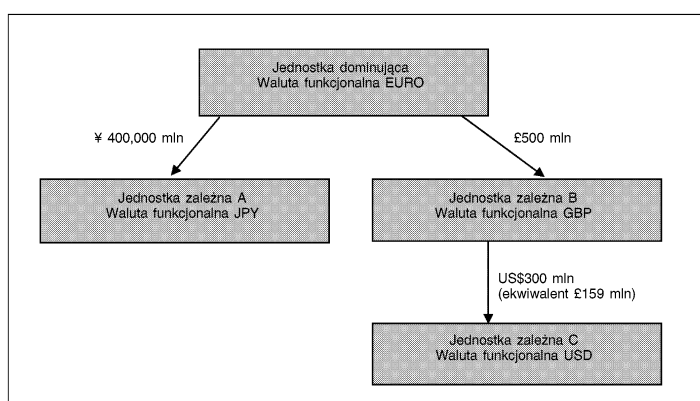 Jednostka dominująca
Waluta funkcjonalna EURO
¥ 400,000 mln
£500 mln
Jednostka zależna A
Waluta funkcjonalna JPY
Jednostka zależna B
Waluta funkcjonalna GBP
US$300 mln
(ekwiwalent £159 mln)
Jednostka zależna C
Waluta funkcjonalna USD